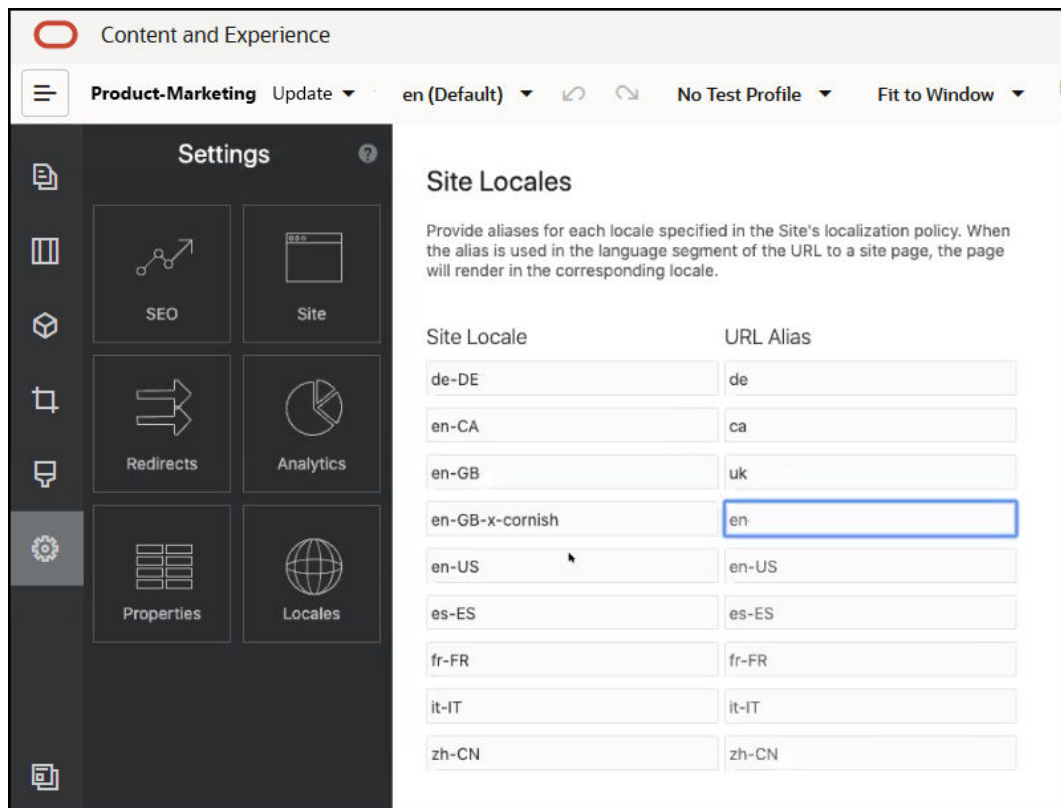 Content and Experience
Product-Marketing Update en (Default) No Test Profile Fit to Window
Settings ?
SEO Site
Redirects Analytics
Properties Locales
Site Locales
Provide aliases for each locale specified in the Site's localization policy. When
the alias is used in the language segment of the URL to a site page, the page
will render in the corresponding locale.
Site Locale URL Alias
de-DE de
en-CA ca
en-GB uk
en-GB-x-cornish en-
en-US en-US
es-ES es-ES
fr-FR fr-FR
it-IT it-IT
zh-CN zh-CN